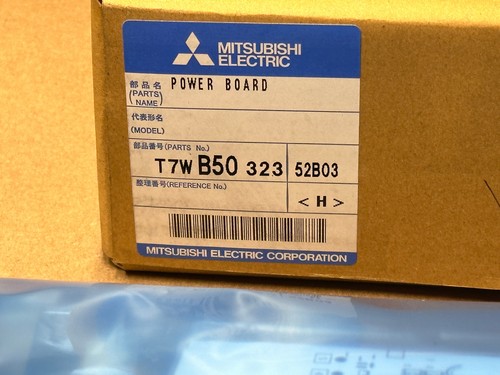 MITSUBISHI
ELECTRIC
部品名 POWER BOARD
(PARTS NAME)
代表形名
(MODEL)
部品番号(PARTS No.)
T7W B50 323 52B03
整理番号(REFERENCE No.)
<H>
MITSUBISHI ELECTRIC CORPORATION